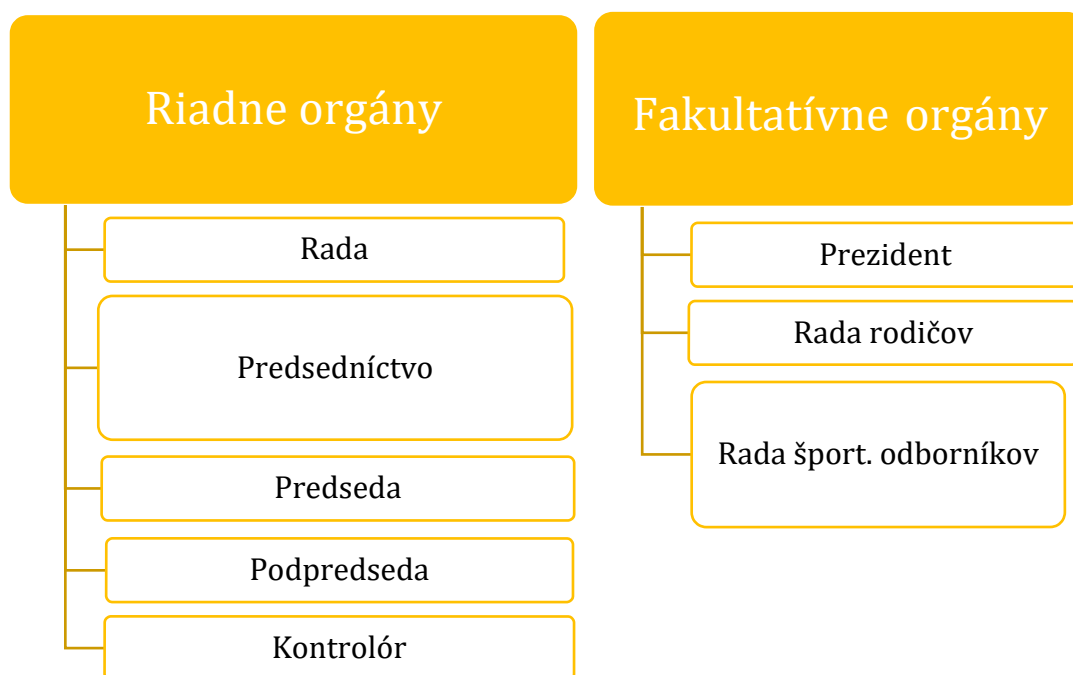 Riadne orgány
Rada
Predsedníctvo
Predseda
Podpredseda
Kontrolór
Fakultatívne orgány
Prezident
Rada rodičov
Rada šport. odborníkov